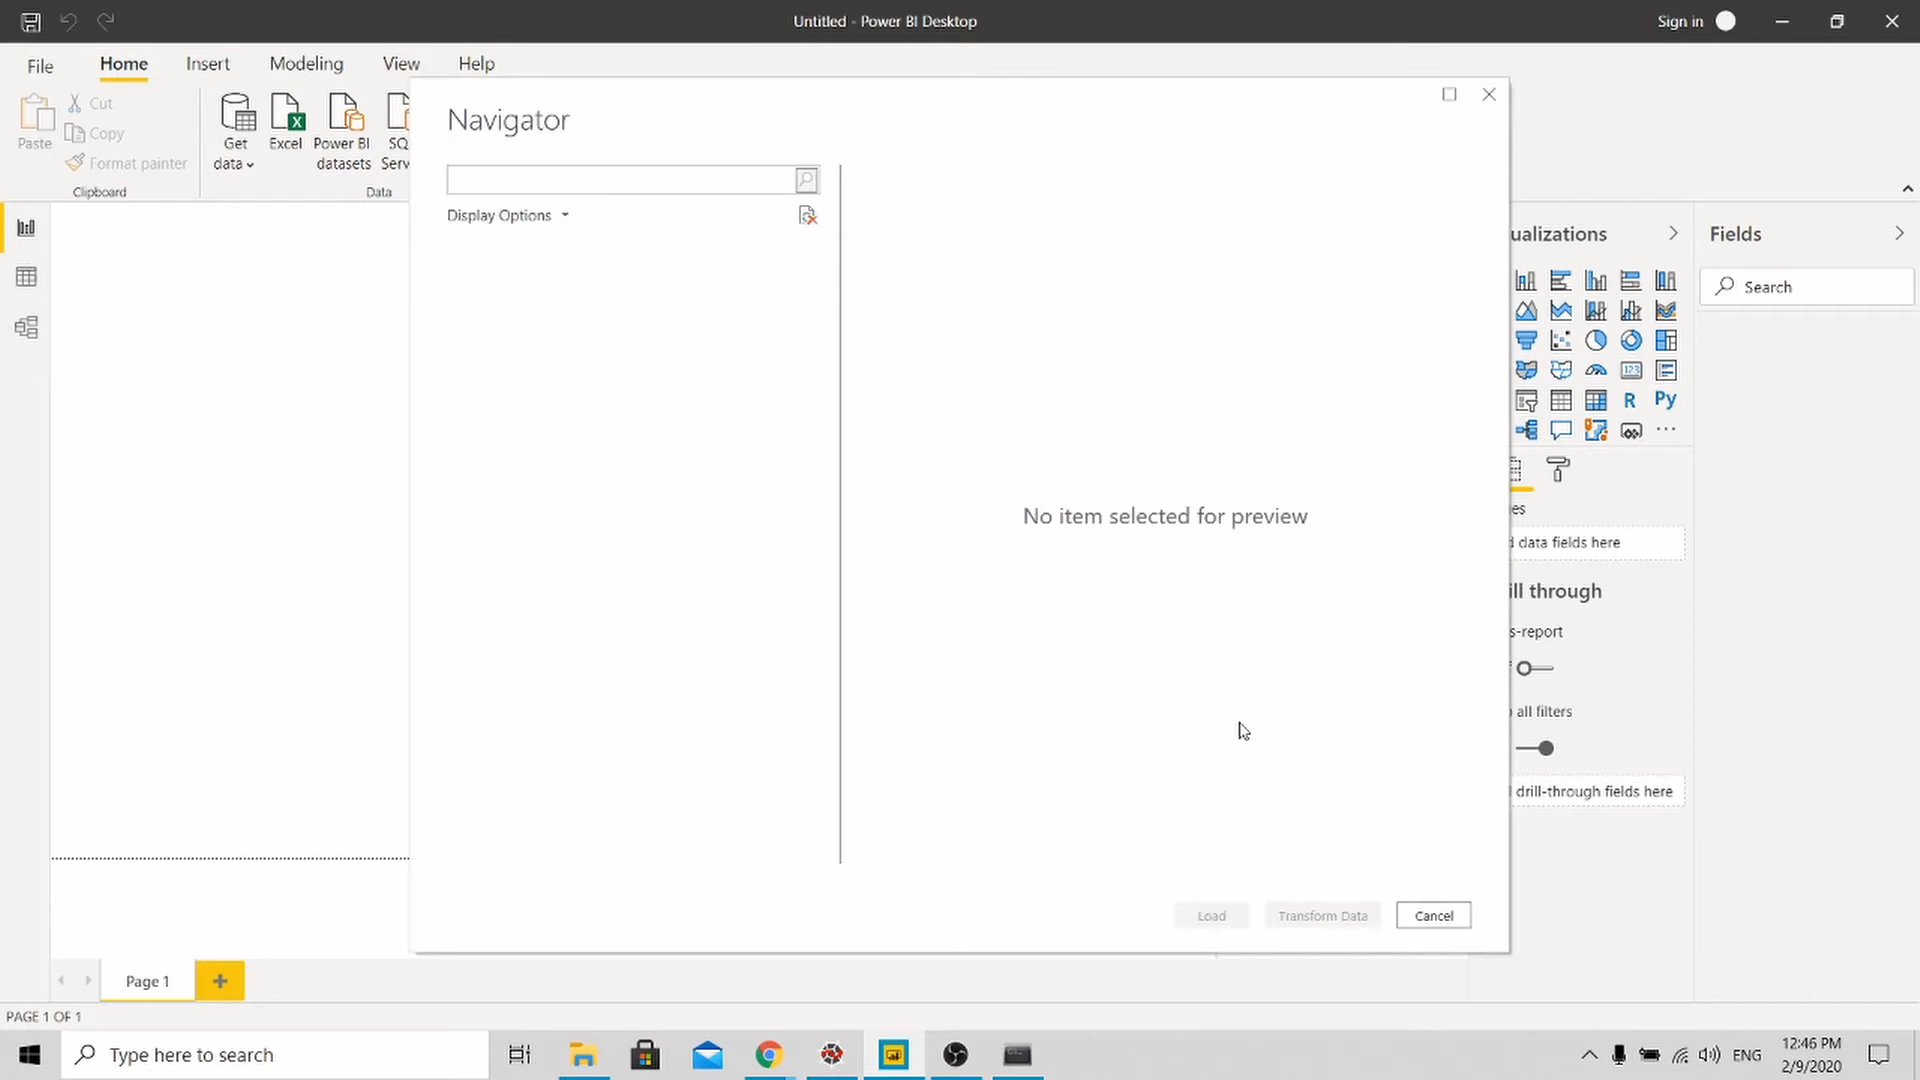 Untitled - Power BI Desktop
Sign in
File
Home
Insert
Modeling
View
Help
Paste
Cut
Copy
Format painter
Clipboard
Get
data
Excel
Power BI
datasets
SQ
Serv
Data
Navigator
Display Options
No item selected for preview
Load
Transform Data
Cancel
ualizations
R
Py
123
es
data fields here
ill through
s-report
all filters
drill-through fields here
Fields
Search
Page 1
PAGE 1 OF 1
Type here to search
ENG
12:46 PM
2/9/2020